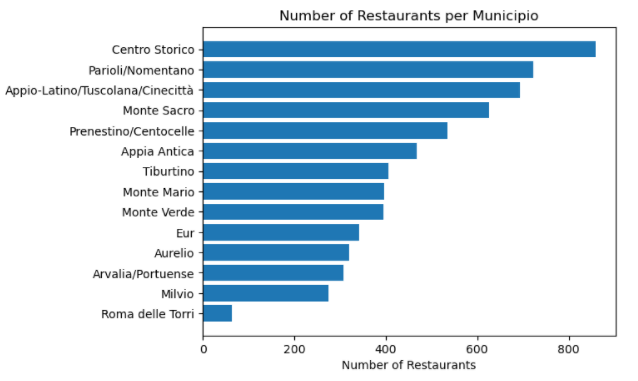 Number of Restaurants per Municipio
Centro Storico
Parioli/Nomentano
Appio-Latino/Tuscolana/Cinecittà
Monte Sacro
Prenestino/Centocelle
Appia Antica
Tiburtino
Monte Mario
Monte Verde
Eur
Aurelio
Arvalia/Portuense
Milvio
Roma delle Torri
0 200 400 600 800
Number of Restaurants